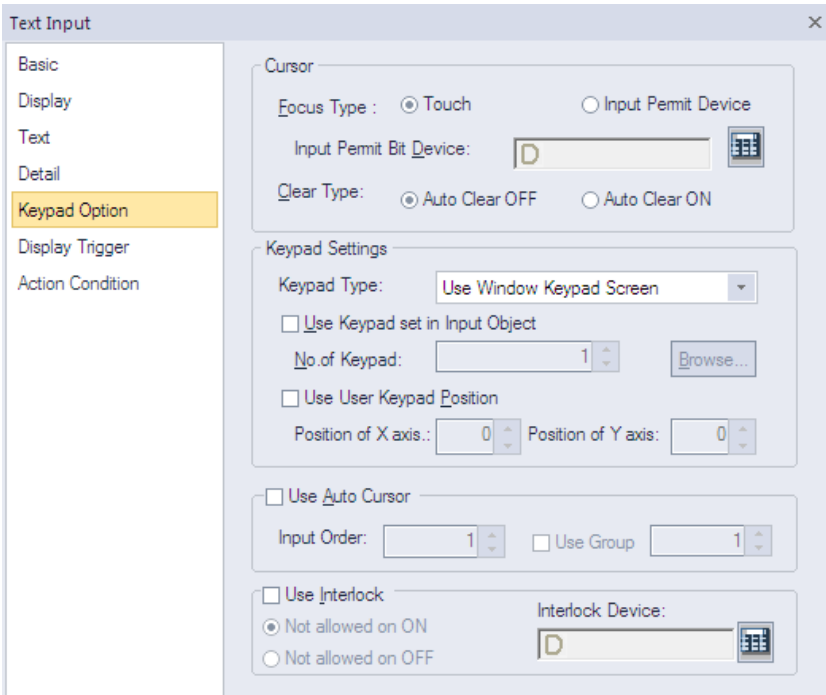 Text Input
Basic
Display
Text
Detail
Keypad Option
Display Trigger
Action Condition
Cursor
Focus Type : Touch Input Permit Device
Input Permit Bit Device: D
Clear Type: Auto Clear OFF Auto Clear ON
Keypad Settings
Keypad Type: Use Window Keypad Screen
Use Keypad set in Input Object
No.of Keypad: 1 Browse...
Use User Keypad Position
Position of X axis.: 0 Position of Y axis: 0
Use Auto Cursor
Input Order: 1 Use Group 1
Use Interlock
Not allowed on ON
Not allowed on OFF
Interlock Device:
D